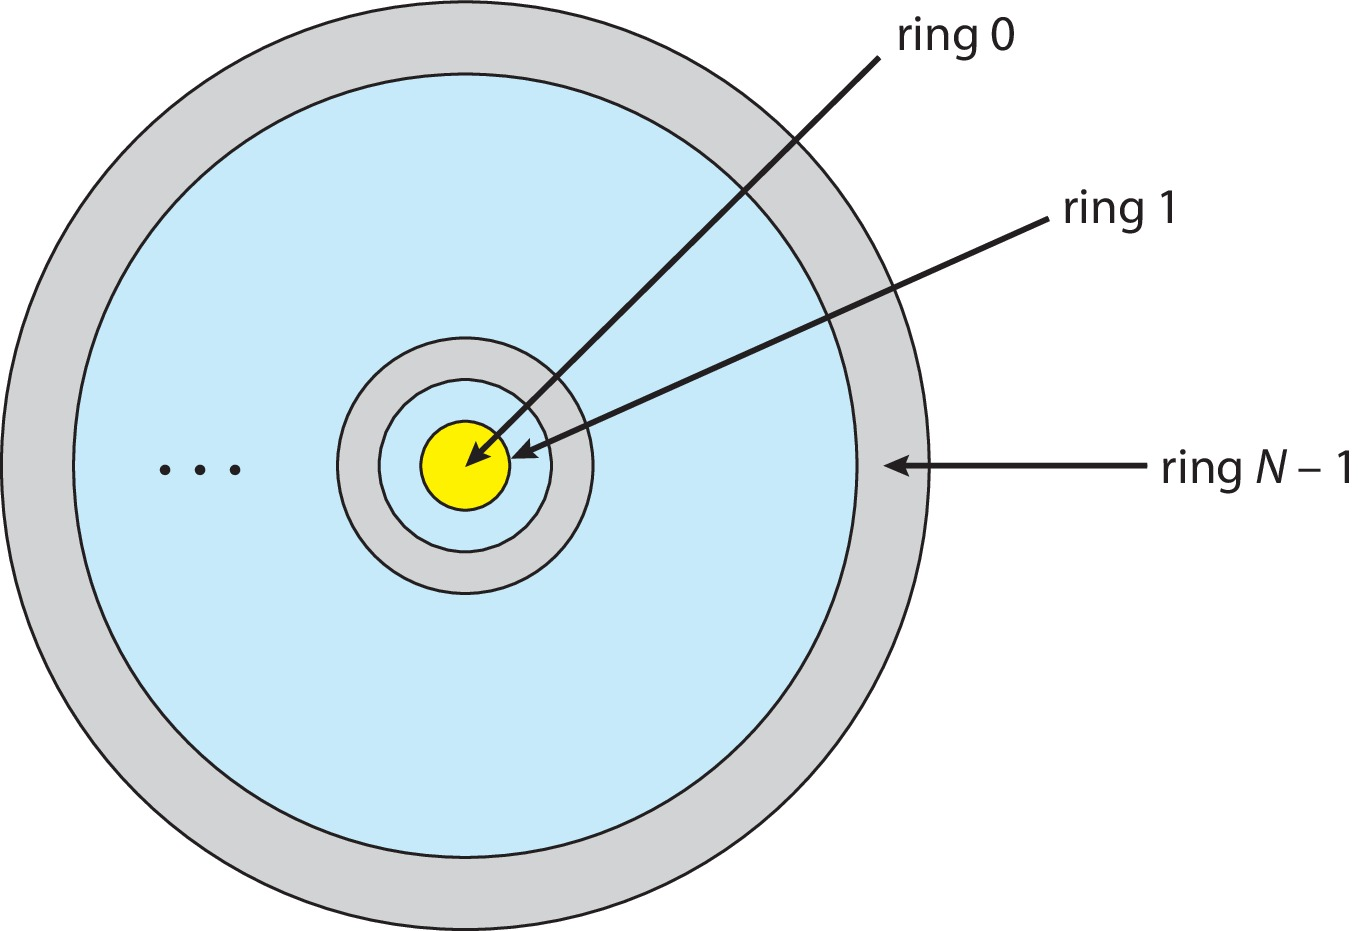 ring 0
ring 1
ring N – 1